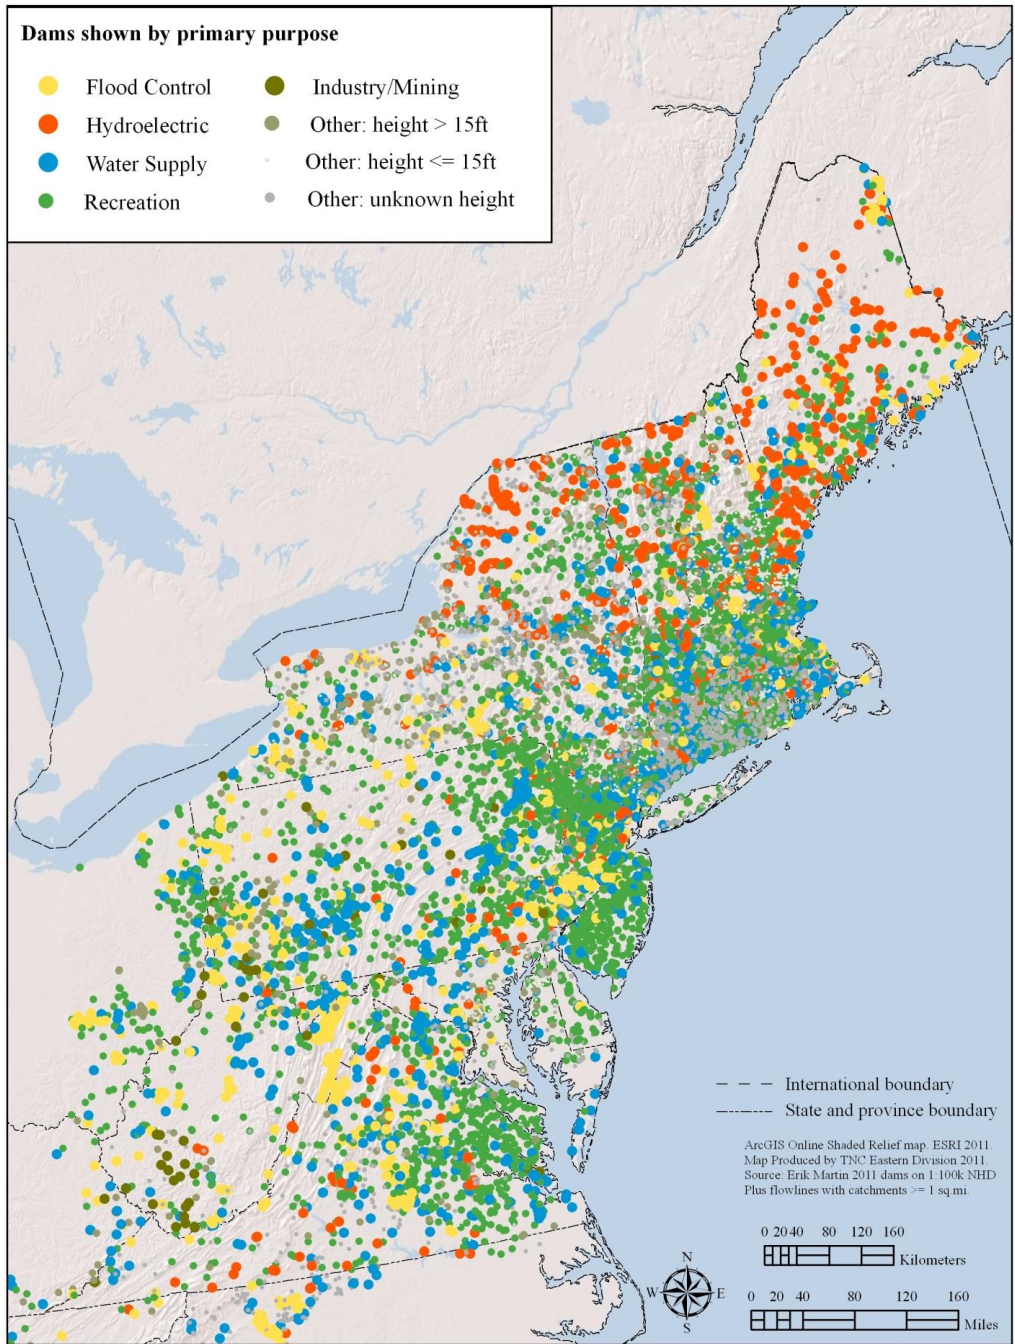 Dams shown by primary purpose
Flood Control
Hydroelectric
Water Supply
Recreation
Industry/Mining
Other: height > 15ft
Other: height <= 15ft
Other: unknown height
International boundary
State and province boundary
ArcGIS Online Shaded Relief map. ESRI 2011.
Map Produced by TNC Eastern Division 2011.
Source: Erik Martin 2011 dams on 1:100k NHD
Plus flowlines with catchments >= 1 sq.mi.
0 20 40 80 120 160
Kilometers
N
W E
S
0 20 40 80 120 160
Miles